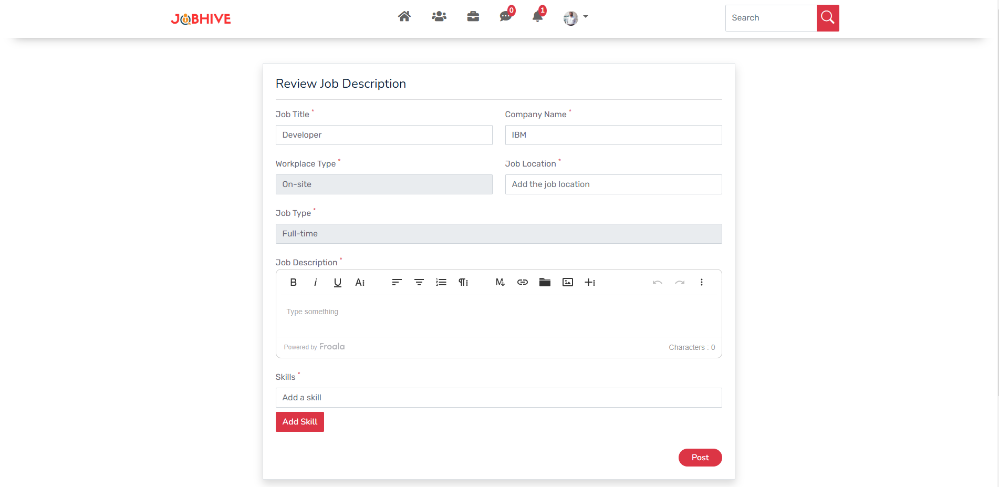 JOBHIVE
0
1
Search
Review Job Description
Job Title *
Company Name *
Developer
IBM
Workplace Type *
Job Location *
On-site
Add the job location
Job Type *
Full-time
Job Description *
B i U A
M
Type something
Powered by Froala
Characters : 0
Skills *
Add a skill
Add Skill
Post